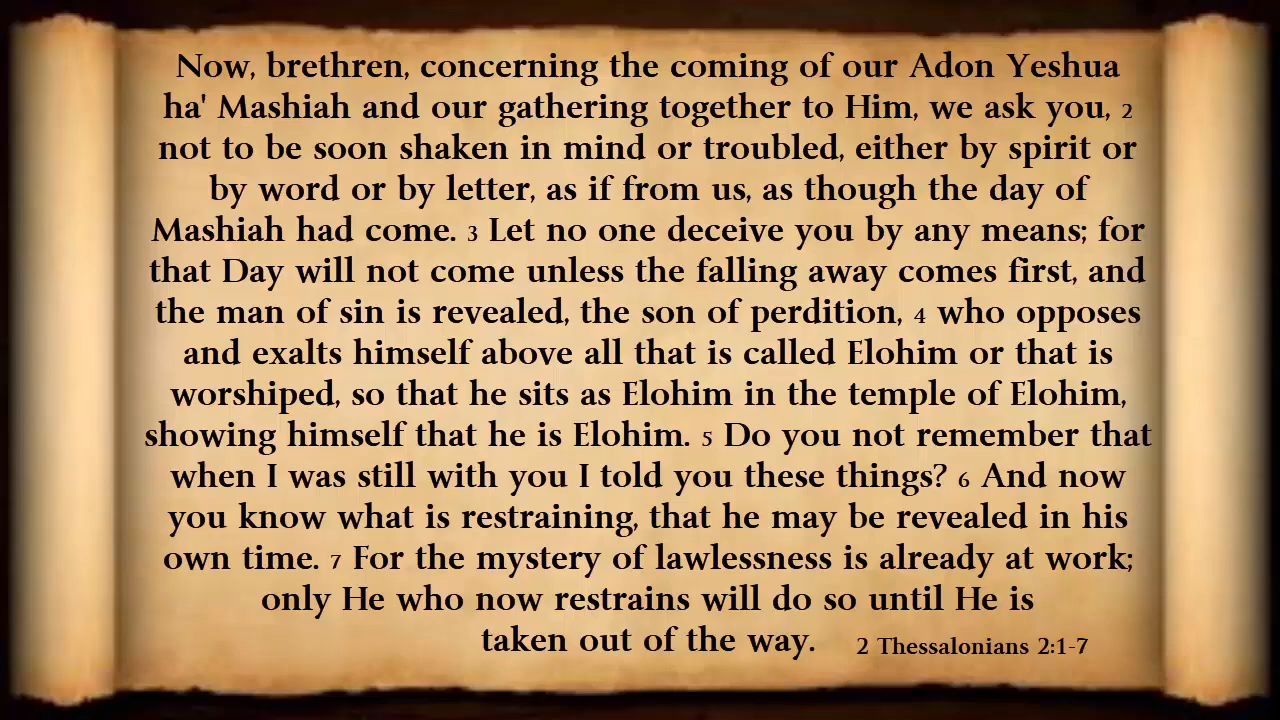 Now, brethren, concerning the coming of our Adon Yeshua
ha' Mashiah and our gathering together to Him, we ask you, 2
not to be soon shaken in mind or troubled, either by spirit or
by word or by letter, as if from us, as though the day of
Mashiah had come. 3 Let no one deceive you by any means; for
that Day will not come unless the falling away comes first, and
the man of sin is revealed, the son of perdition, 4 who opposes
and exalts himself above all that is called Elohim or that is
worshiped, so that he sits as Elohim in the temple of Elohim,
showing himself that he is Elohim. 5 Do you not remember that
when I was still with you I told you these things? 6 And now
you know what is restraining, that he may be revealed in his
own time. 7 For the mystery of lawlessness is already at work;
only He who now restrains will do so until He is
taken out of the way. 2 Thessalonians 2:1-7